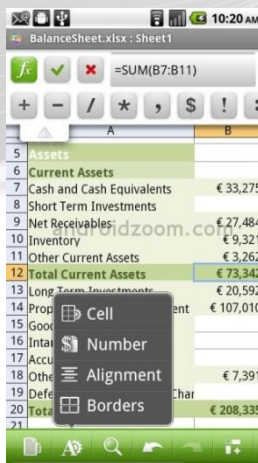 10:20 AM
BalanceSheet.xlsx : Sheet1
fx =SUM(B7:B11)
+ - / * , $ !
A B
5 Assets
6 Current Assets
7 Cash and Cash Equivalents € 33,275
8 Short Term Investments
9 Net Receivables € 27,484
androidzoom.com
10 Inventory € 9,321
11 Other Current Assets € 3,262
12 Total Current Assets € 73,342
13 Long Term Investments € 20,592
14 Prop ent € 107,010
15 Goo
16 Inta
17 Accu
18 Othe € 7,391
19 Defe Char
20 Tota € 208,335
21
Cell
Number
Alignment
Borders